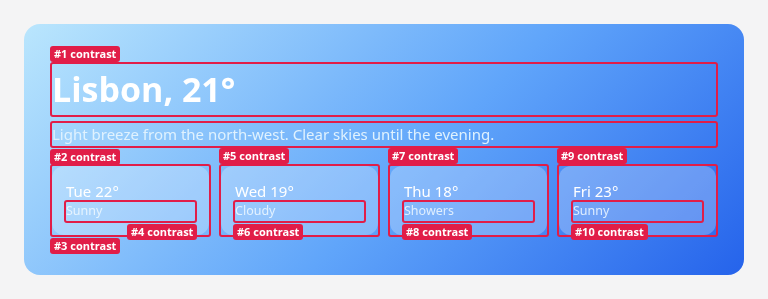 #1 contrast
Lisbon, 21°
Light breeze from the north-west. Clear skies until the evening.
#2 contrast
#5 contrast
#7 contrast
#9 contrast
Tue 22°
Wed 19°
Thu 18°
Fri 23°
Sunny
Cloudy
Showers
Sunny
#4 contrast
#6 contrast
#8 contrast
#10 contrast
#3 contrast